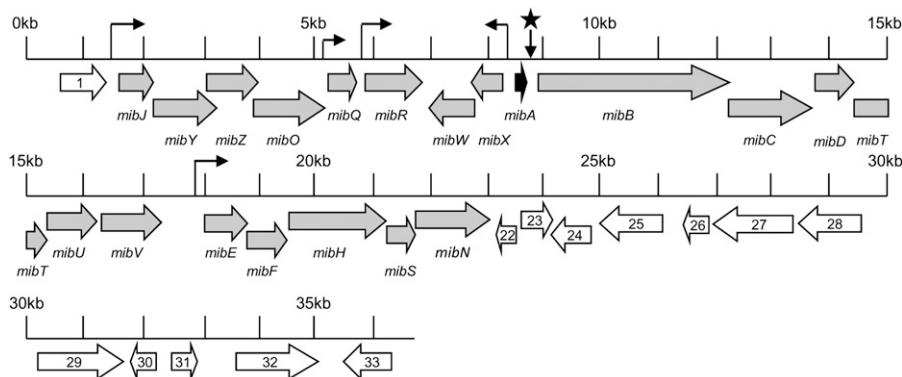 0kb 5kb 10kb 15kb
1
mibJ mibZ mibQ mibR mibA mibB mibD
mibY mibO mibW mibX mibC mibT
15kb 20kb 25kb 30kb
22 23 24 25 26 27 28
mibU mibV mibE mibH mibN
mibT mibF mibS
30kb 35kb
29 30 31 32 33